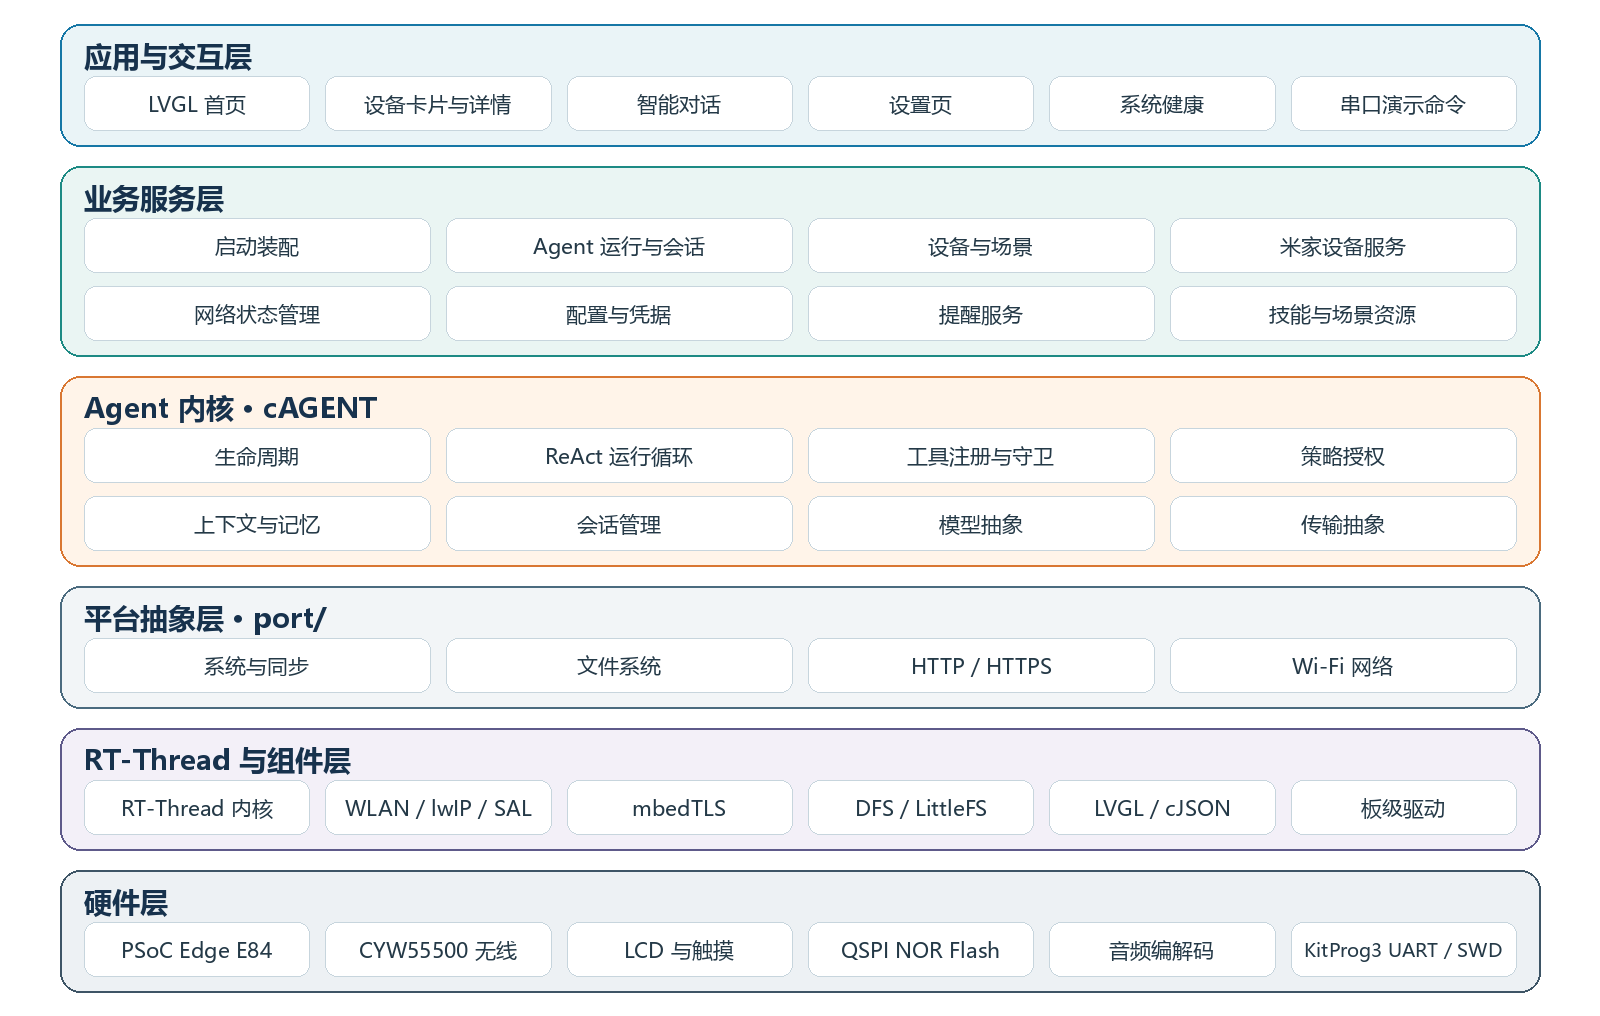 应用与交互层
LVGL 首页
设备卡片与详情
智能对话
设置页
系统健康
串口演示命令
业务服务层
启动装配
Agent 运行与会话
设备与场景
米家设备服务
网络状态管理
配置与凭据
提醒服务
技能与场景资源
Agent 内核 • cAGENT
生命周期
ReAct 运行循环
工具注册与守卫
策略授权
上下文与记忆
会话管理
模型抽象
传输抽象
平台抽象层 • port/
系统与同步
文件系统
HTTP / HTTPS
Wi-Fi 网络
RT-Thread 与组件层
RT-Thread 内核
WLAN / lwIP / SAL
mbedTLS
DFS / LittleFS
LVGL / cJSON
板级驱动
硬件层
PSoC Edge E84
CYW55500 无线
LCD 与触摸
QSPI NOR Flash
音频编解码
KitProg3 UART / SWD